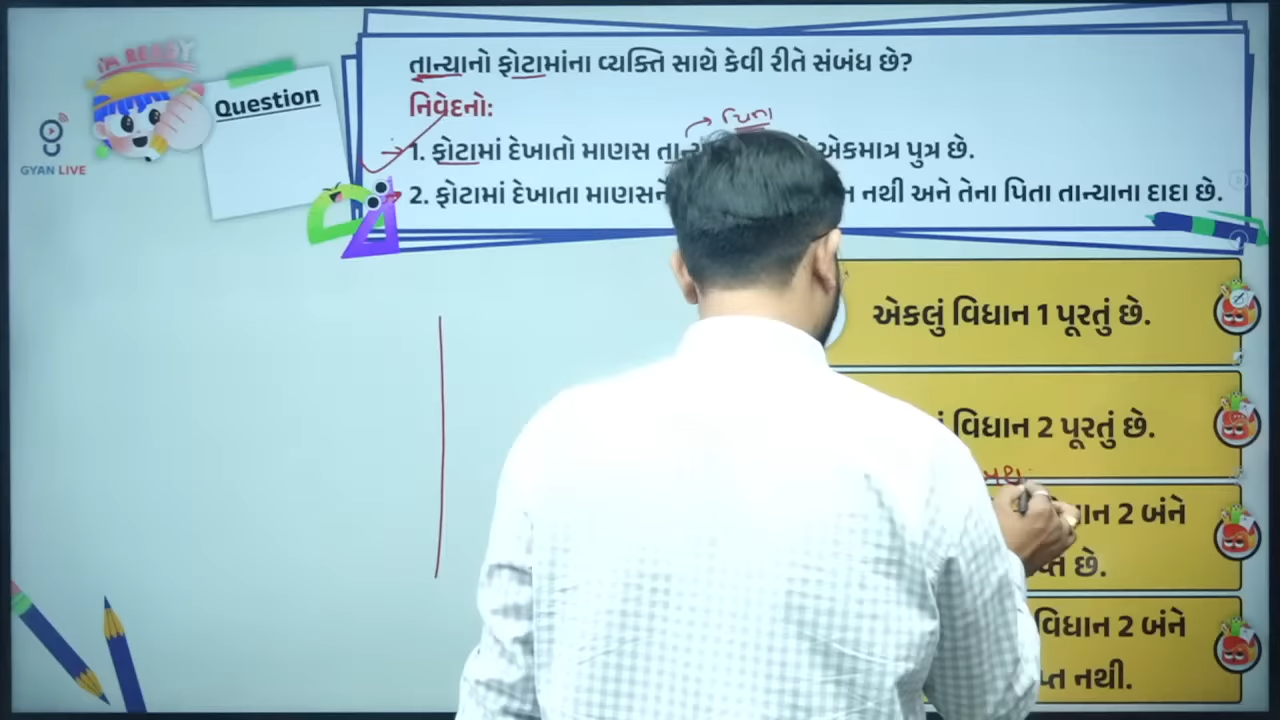 I'M READY
Question
GYAN LIVE
તાન્યાનો ફોટામાંના વ્યક્તિ સાથે કેવી રીતે સંબંધ છે?
નિવેદનો:
પિતા
1. ફોટામાં દેખાતો માણસ એકમાત્ર પુત્ર છે.
2. ફોટામાં દેખાતા માણસને નથી અને તેના પિતા તાન્યાના દાદા છે.
એકલું વિધાન 1 પૂરતું છે.
વિધાન 2 પૂરતું છે.
2 બંને
છે.
વિધાન 2 બંને
નથી.